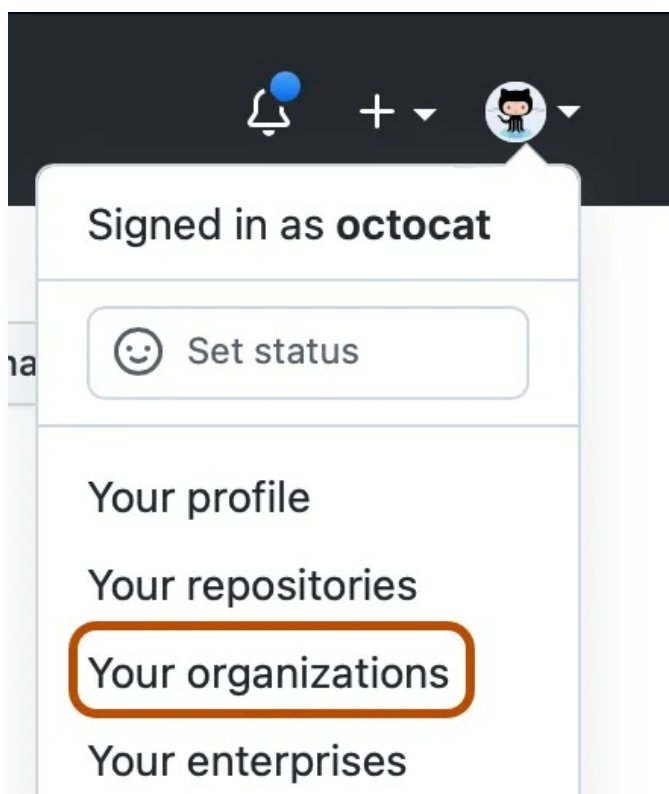 Signed in as octocat
Set status
Your profile
Your repositories
Your organizations
Your enterprises